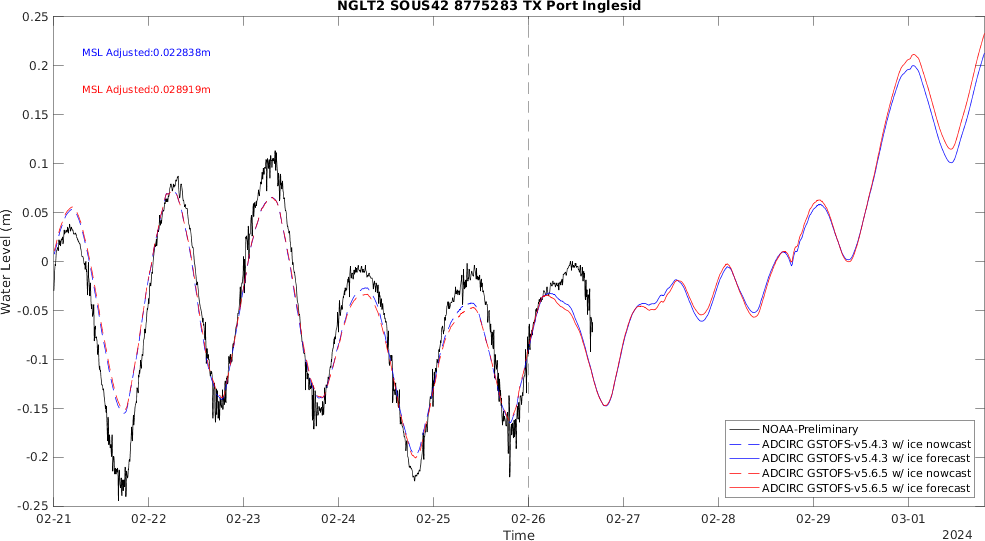 NGLT2 SOUS42 8775283 TX Port Inglesid
0.25
0.2
0.15
0.1
0.05
0
-0.05
-0.1
-0.15
-0.2
-0.25
Water Level (m)
MSL Adjusted:0.022838m
MSL Adjusted:0.028919m
NOAA-Preliminary
ADCIRC GSTOFS-v5.4.3 w/ ice nowcast
ADCIRC GSTOFS-v5.4.3 w/ ice forecast
ADCIRC GSTOFS-v5.6.5 w/ ice nowcast
ADCIRC GSTOFS-v5.6.5 w/ ice forecast
02-21 02-22 02-23 02-24 02-25 02-26 02-27 02-28 02-29 03-01
Time
2024